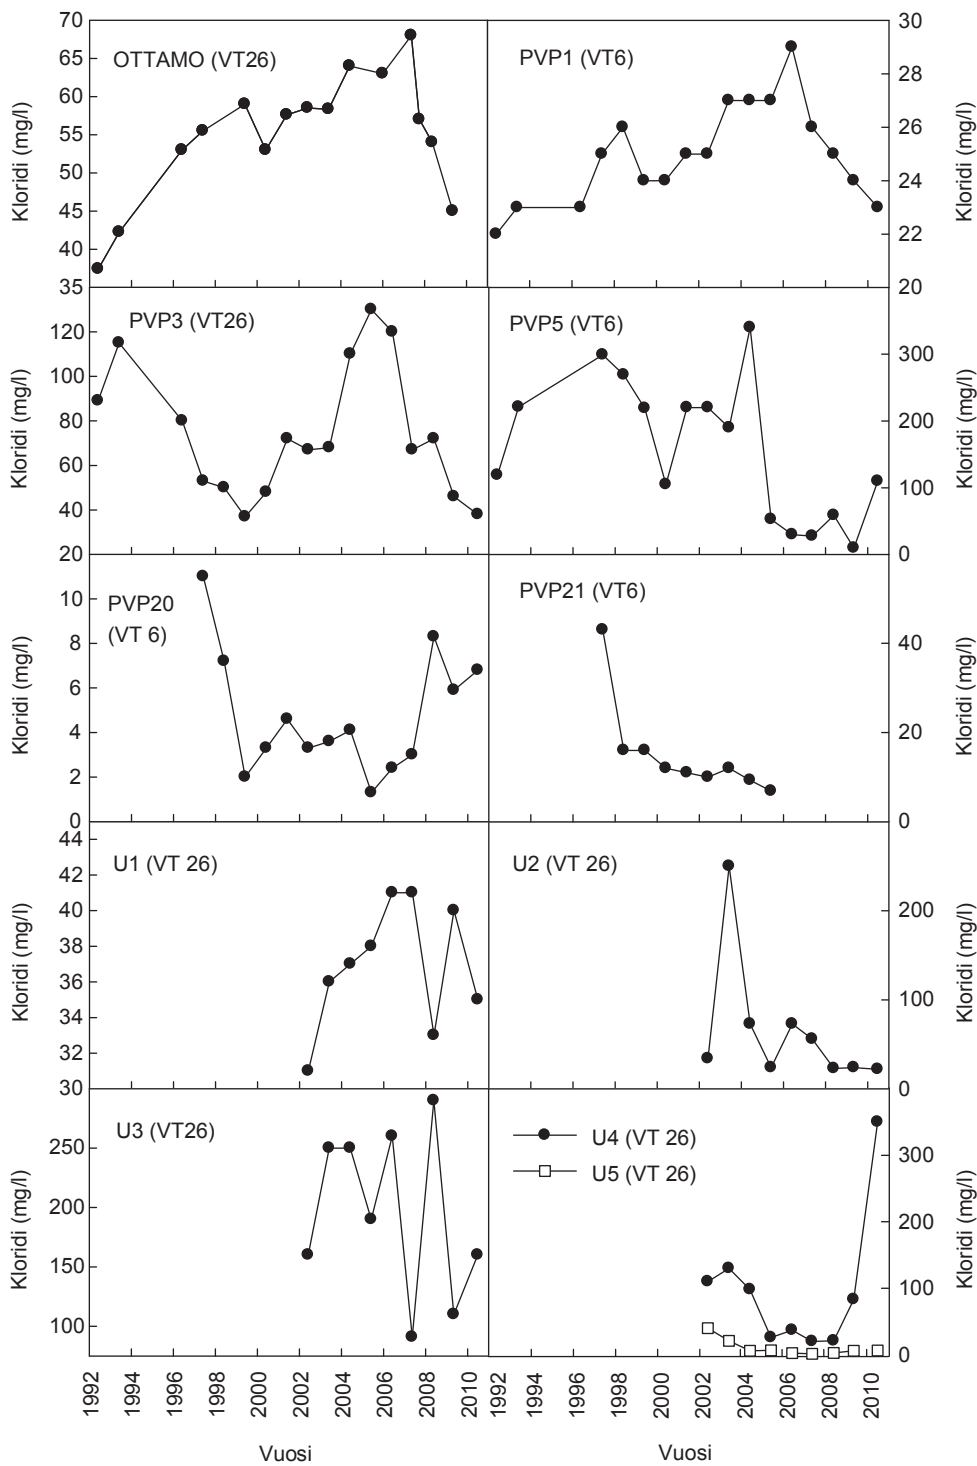 OTTAMO (VT26)
Kloridi (mg/l)
70
65
60
55
50
45
40
35
PVP1 (VT6)
Kloridi (mg/l)
30
28
26
24
22
20
PVP3 (VT26)
Kloridi (mg/l)
120
100
80
60
40
20
PVP5 (VT6)
Kloridi (mg/l)
300
200
100
0
PVP20
(VT 6)
Kloridi (mg/l)
10
8
6
4
2
0
PVP21 (VT6)
Kloridi (mg/l)
40
20
0
U1 (VT 26)
Kloridi (mg/l)
44
42
40
38
36
34
32
30
U2 (VT 26)
Kloridi (mg/l)
200
100
0
U3 (VT26)
Kloridi (mg/l)
250
200
150
100
U4 (VT 26)
U5 (VT 26)
Kloridi (mg/l)
300
200
100
0
1992 1994 1996 1998 2000 2002 2004 2006 2008 2010
1992 1994 1996 1998 2000 2002 2004 2006 2008 2010
Vuosi
Vuosi